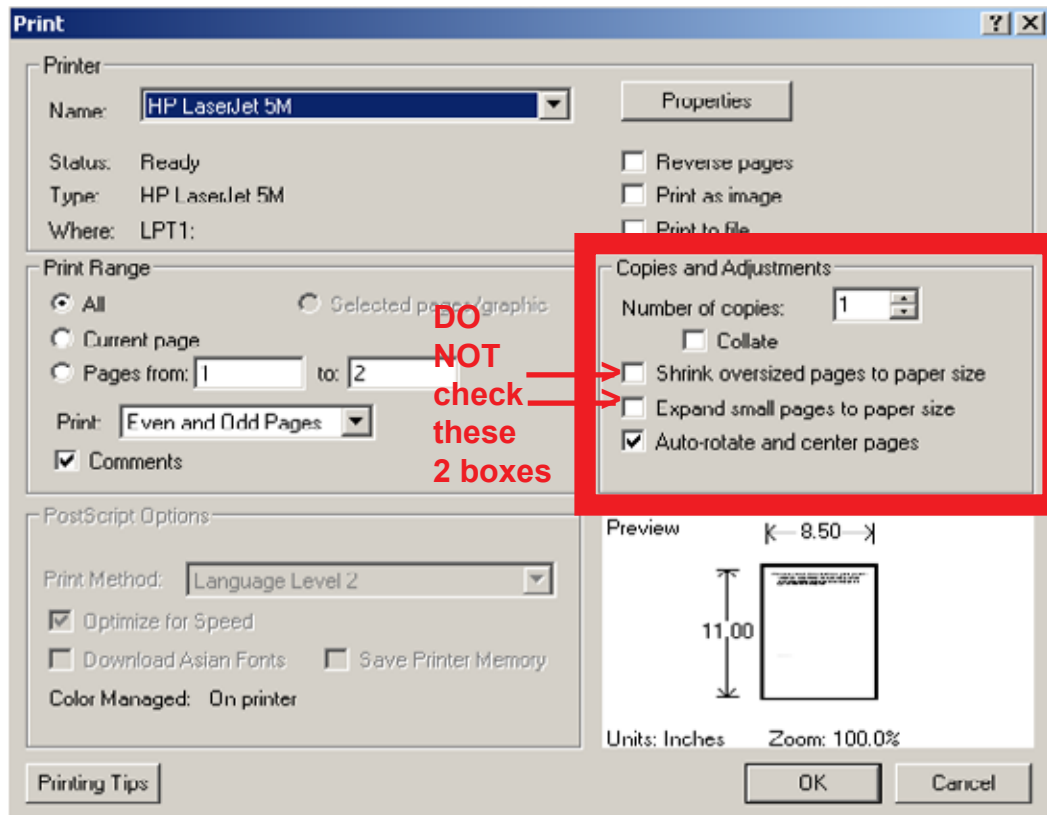 Print
Printer
Name: HP LaserJet 5M
Properties
Status: Ready
Reverse pages
Type: HP LaserJet 5M
Print as image
Where: LPT1:
Print to file
Print Range
All
Selected pages/graphic
Current page
Pages from: 1 to: 2
Print: Even and Odd Pages
Comments
DO
NOT
check
these
2 boxes
Copies and Adjustments
Number of copies: 1
Collate
Shrink oversized pages to paper size
Expand small pages to paper size
Auto-rotate and center pages
PostScript Options
Print Method: Language Level 2
Optimize for Speed
Download Asian Fonts
Save Printer Memory
Color Managed: On printer
Preview
8.50
11.00
Units: Inches Zoom: 100.0%
Printing Tips
OK
Cancel